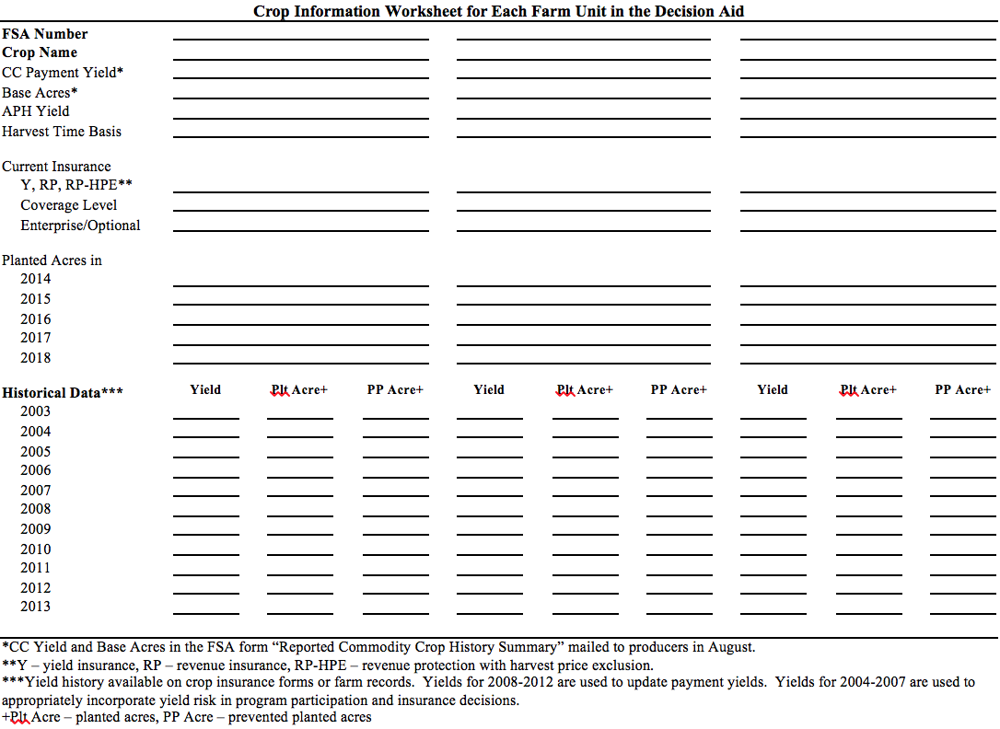 Crop Information Worksheet for Each Farm Unit in the Decision Aid
FSA Number
Crop Name
CC Payment Yield*
Base Acres*
APH Yield
Harvest Time Basis
Current Insurance
Y, RP, RP-HPE**
Coverage Level
Enterprise/Optional
Planted Acres in
2014
2015
2016
2017
2018
Historical Data*** Yield Plt Acre+ PP Acre+ Yield Plt Acre+ PP Acre+ Yield Plt Acre+ PP Acre+
2003
2004
2005
2006
2007
2008
2009
2010
2011
2012
2013
*CC Yield and Base Acres in the FSA form “Reported Commodity Crop History Summary” mailed to producers in August.
**Y – yield insurance, RP – revenue insurance, RP-HPE – revenue protection with harvest price exclusion.
***Yield history available on crop insurance forms or farm records.  Yields for 2008-2012 are used to update payment yields.  Yields for 2004-2007 are used to
appropriately incorporate yield risk in program participation and insurance decisions.
+Plt Acre – planted acres, PP Acre – prevented planted acres